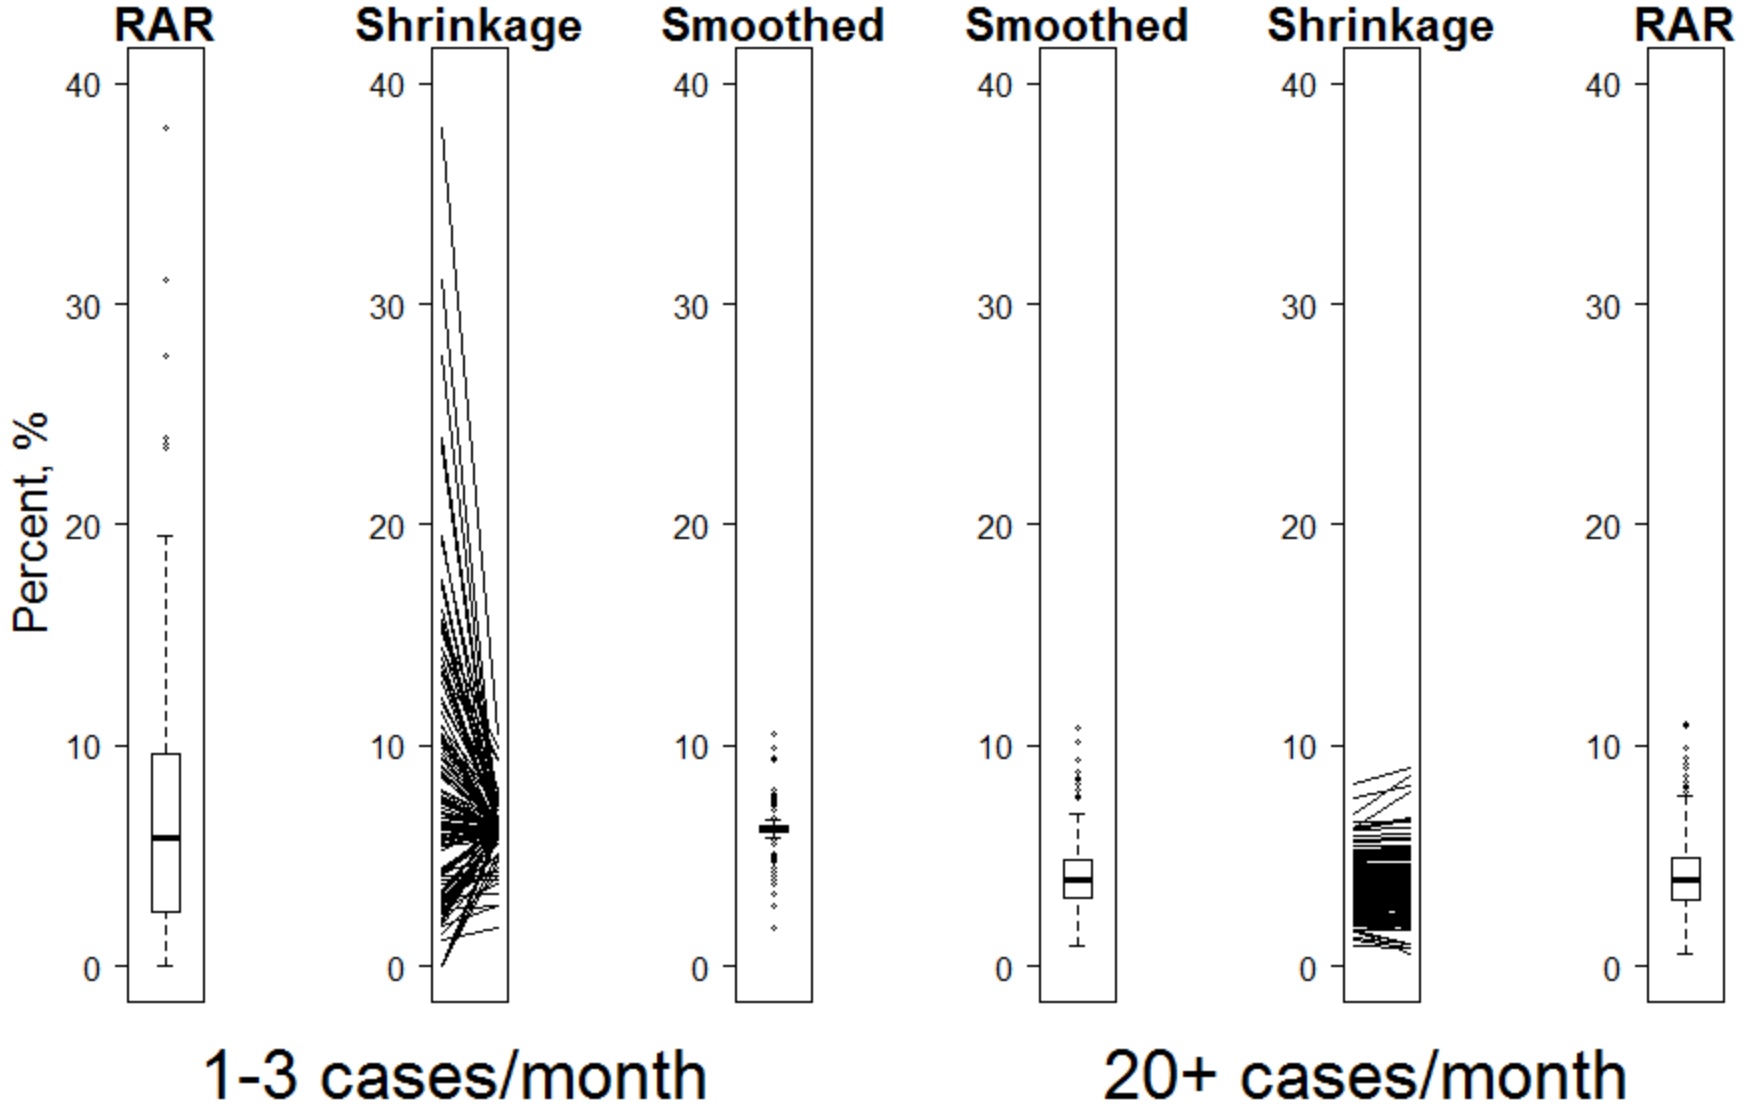 RAR Shrinkage Smoothed Smoothed Shrinkage RAR
40 40 40 40 40 40
30 30 30 30 30 30
20 20 20 20 20 20
10 10 10 10 10 10
0 0 0 0 0 0
Percent, %
1-3 cases/month 20+ cases/month